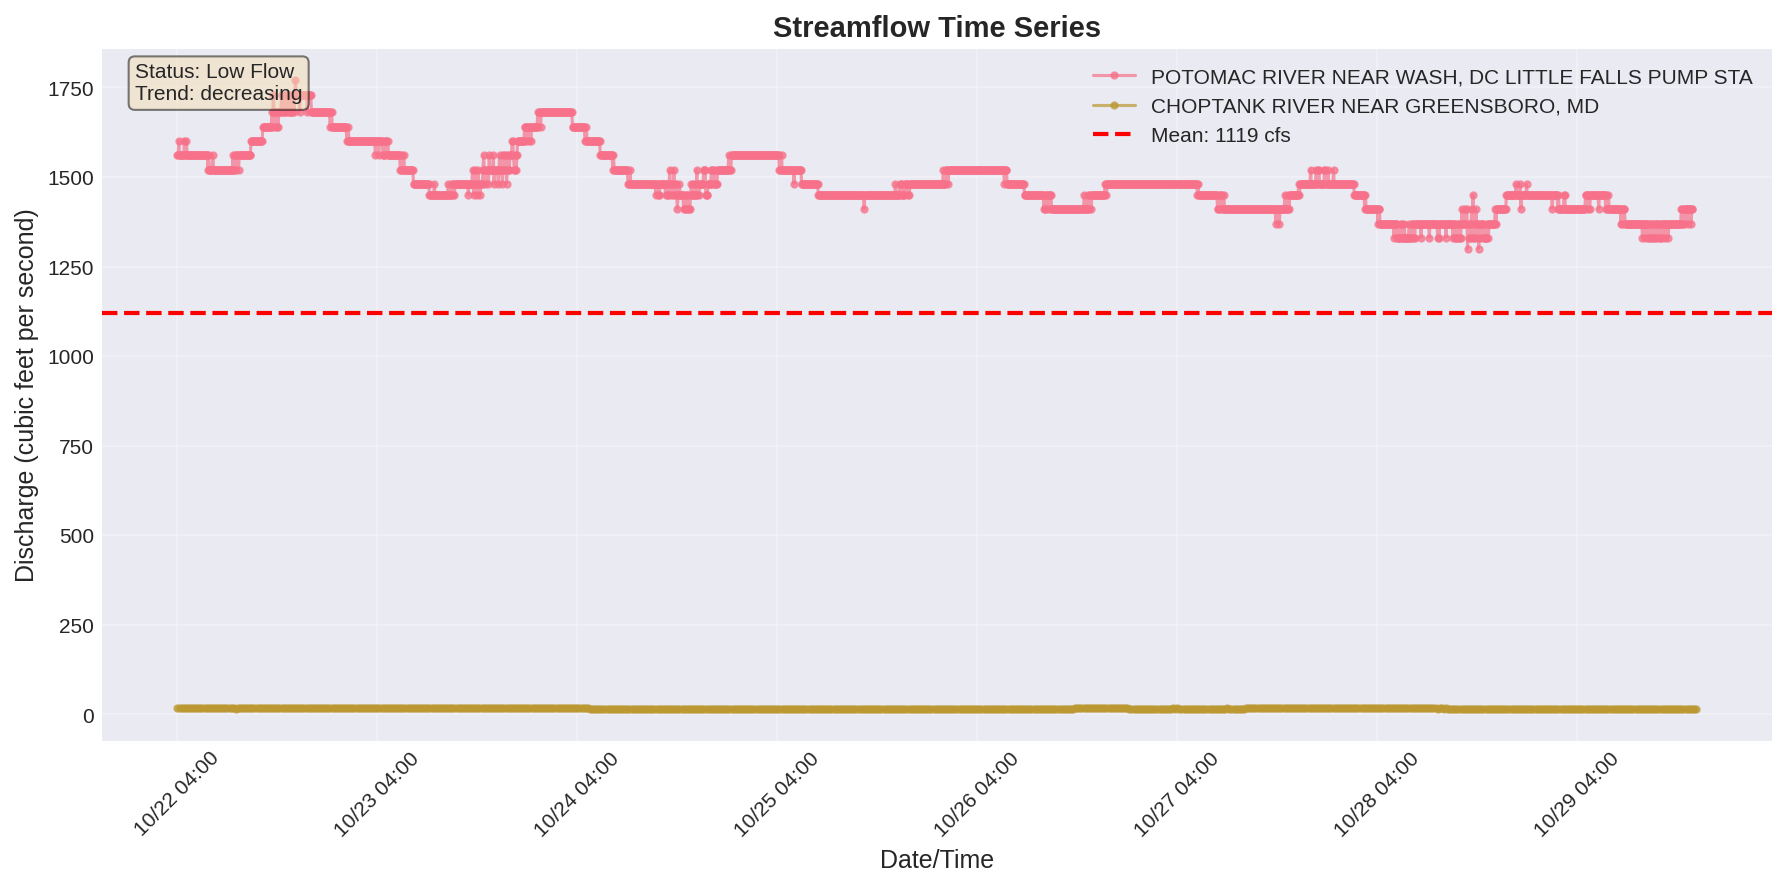 Streamflow Time Series
Status: Low Flow
Trend: decreasing
POTOMAC RIVER NEAR WASH, DC LITTLE FALLS PUMP STA
CHOPTANK RIVER NEAR GREENSBORO, MD
Mean: 1119 cfs
Discharge (cubic feet per second)
1750
1500
1250
1000
750
500
250
0
10/22 04:00
10/23 04:00
10/24 04:00
10/25 04:00
10/26 04:00
10/27 04:00
10/28 04:00
10/29 04:00
Date/Time